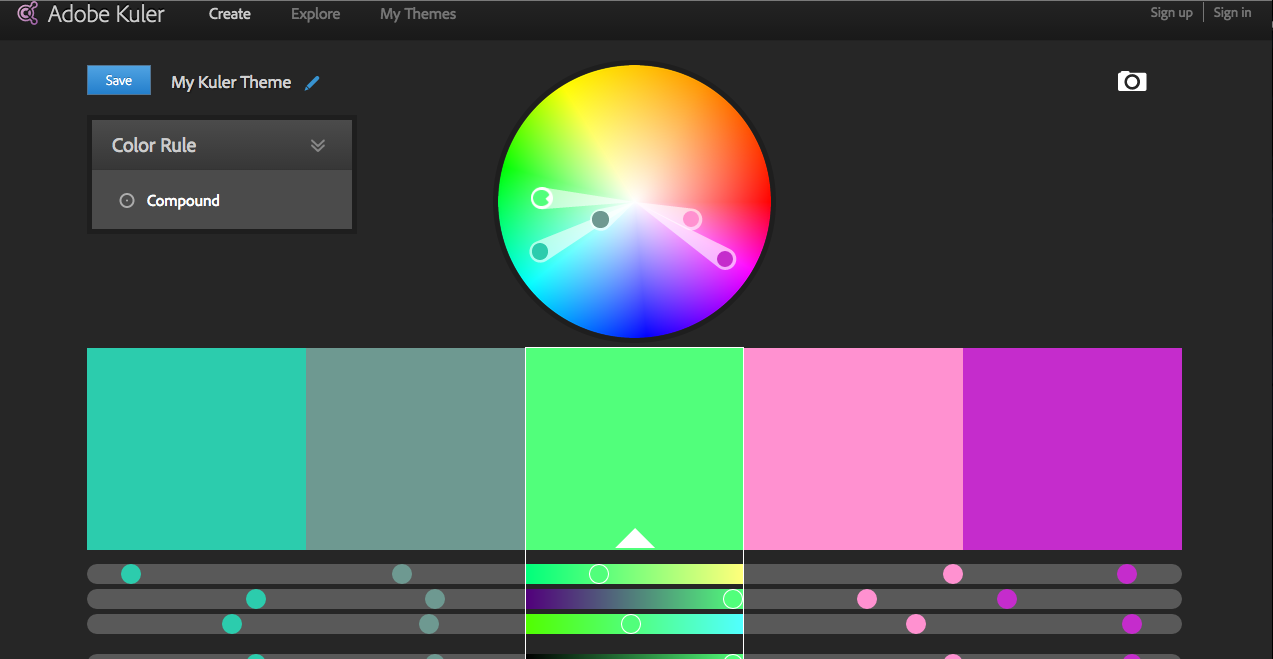 Adobe Kuler Create Explore My Themes Sign up Sign in
Save My Kuler Theme
Color Rule
Compound